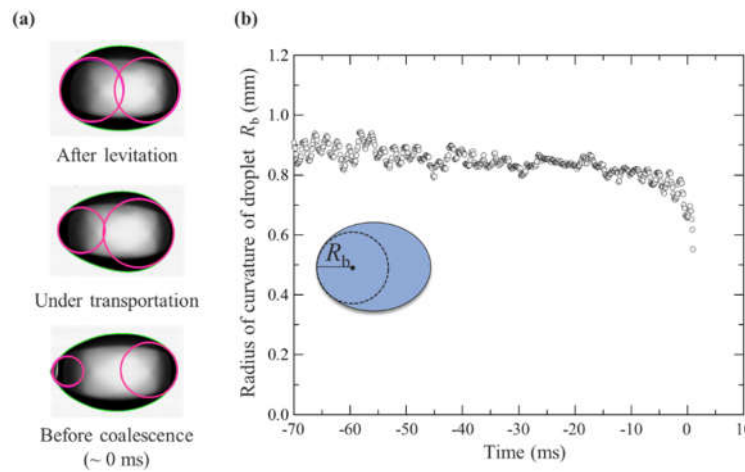 (a)
After levitation
Under transportation
Before coalescence
(~ 0 ms)
(b)
Radius of curvature of droplet R_b (mm)
1.2
1.0
0.8
0.6
0.4
0.2
0.0
R_b
-70 -60 -50 -40 -30 -20 -10 0 10
Time (ms)